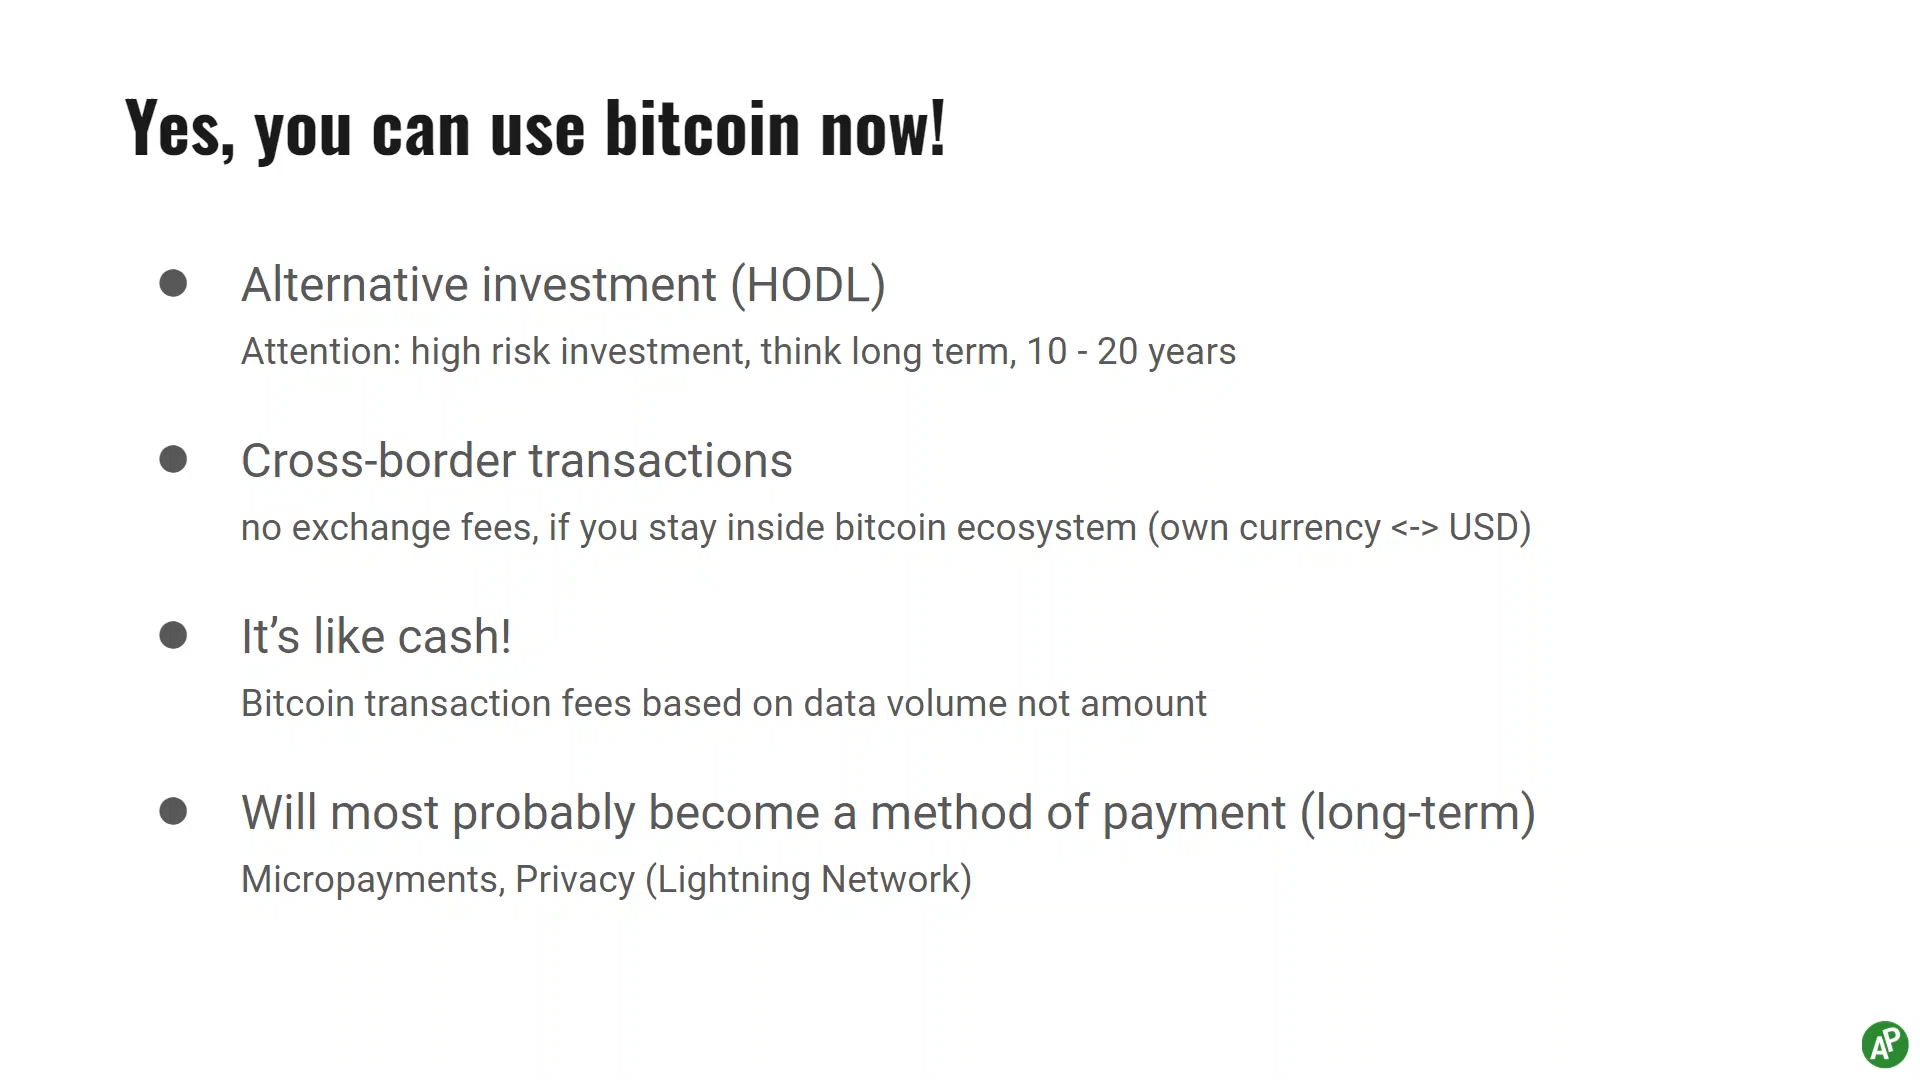 Yes, you can use bitcoin now!
● Alternative investment (HODL)
Attention: high risk investment, think long term, 10 - 20 years
● Cross-border transactions
no exchange fees, if you stay inside bitcoin ecosystem (own currency <-> USD)
● It’s like cash!
Bitcoin transaction fees based on data volume not amount
● Will most probably become a method of payment (long-term)
Micropayments, Privacy (Lightning Network)
AP